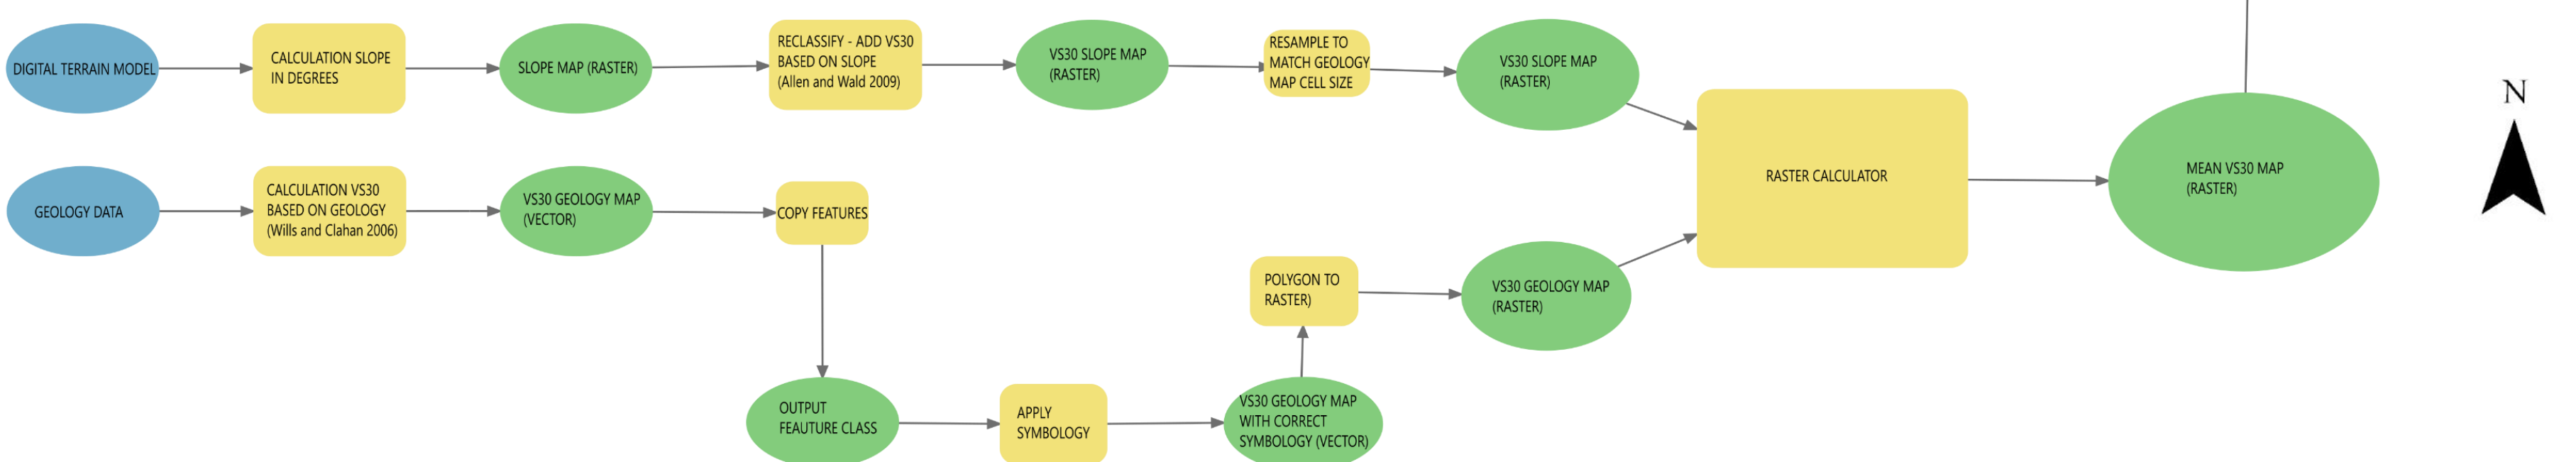 DIGITAL TERRAIN MODEL
CALCULATION SLOPE
IN DEGREES
SLOPE MAP (RASTER)
RECLASSIFY - ADD VS30
BASED ON SLOPE
(Allen and Wald 2009)
VS30 SLOPE MAP
(RASTER)
RESAMPLE TO
MATCH GEOLOGY
MAP CELL SIZE
VS30 SLOPE MAP
(RASTER)
GEOLOGY DATA
CALCULATION VS30
BASED ON GEOLOGY
(Wills and Clahan 2006)
VS30 GEOLOGY MAP
(VECTOR)
COPY FEATURES
OUTPUT
FEAUTURE CLASS
APPLY
SYMBOLOGY
VS30 GEOLOGY MAP
WITH CORRECT
SYMBOLOGY (VECTOR)
POLYGON TO
RASTER)
VS30 GEOLOGY MAP
(RASTER)
RASTER CALCULATOR
MEAN VS30 MAP
(RASTER)
N